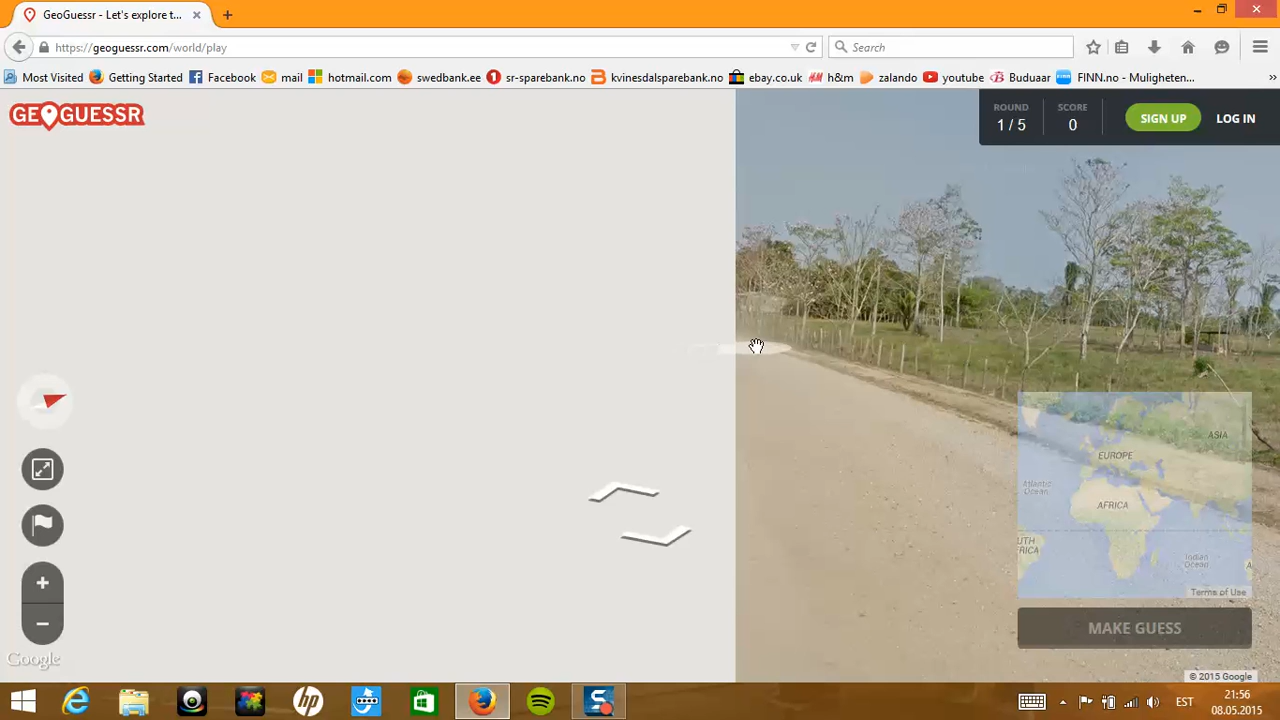 GeoGuessr - Let's explore t...
https://geoguessr.com/world/play
Search
Most Visited Getting Started Facebook mail hotmail.com swedbank.ee sr-sparebank.no kvinesdalsparebank.no ebay.co.uk h&m zalando youtube Buduaar FINN.no - Muligheten...
GEOGUESSR
ROUND
1 / 5
SCORE
0
SIGN UP
LOG IN
ASIA
EUROPE
Atlantic
Ocean
AFRICA
UTH
FRICA
Indian
Ocean
A
Terms of Use
MAKE GUESS
Google
© 2015 Google
EST
21:56
08.05.2015